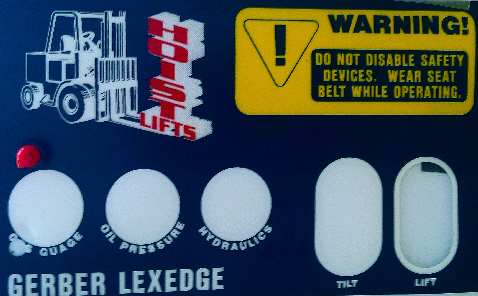 HOIST
LIFTS
WARNING!
DO NOT DISABLE SAFETY
DEVICES. WEAR SEAT
BELT WHILE OPERATING.
GUAGE
OIL PRESSURE
HYDRAULICS
TILT
LIFT
GERBER LEXEDGE